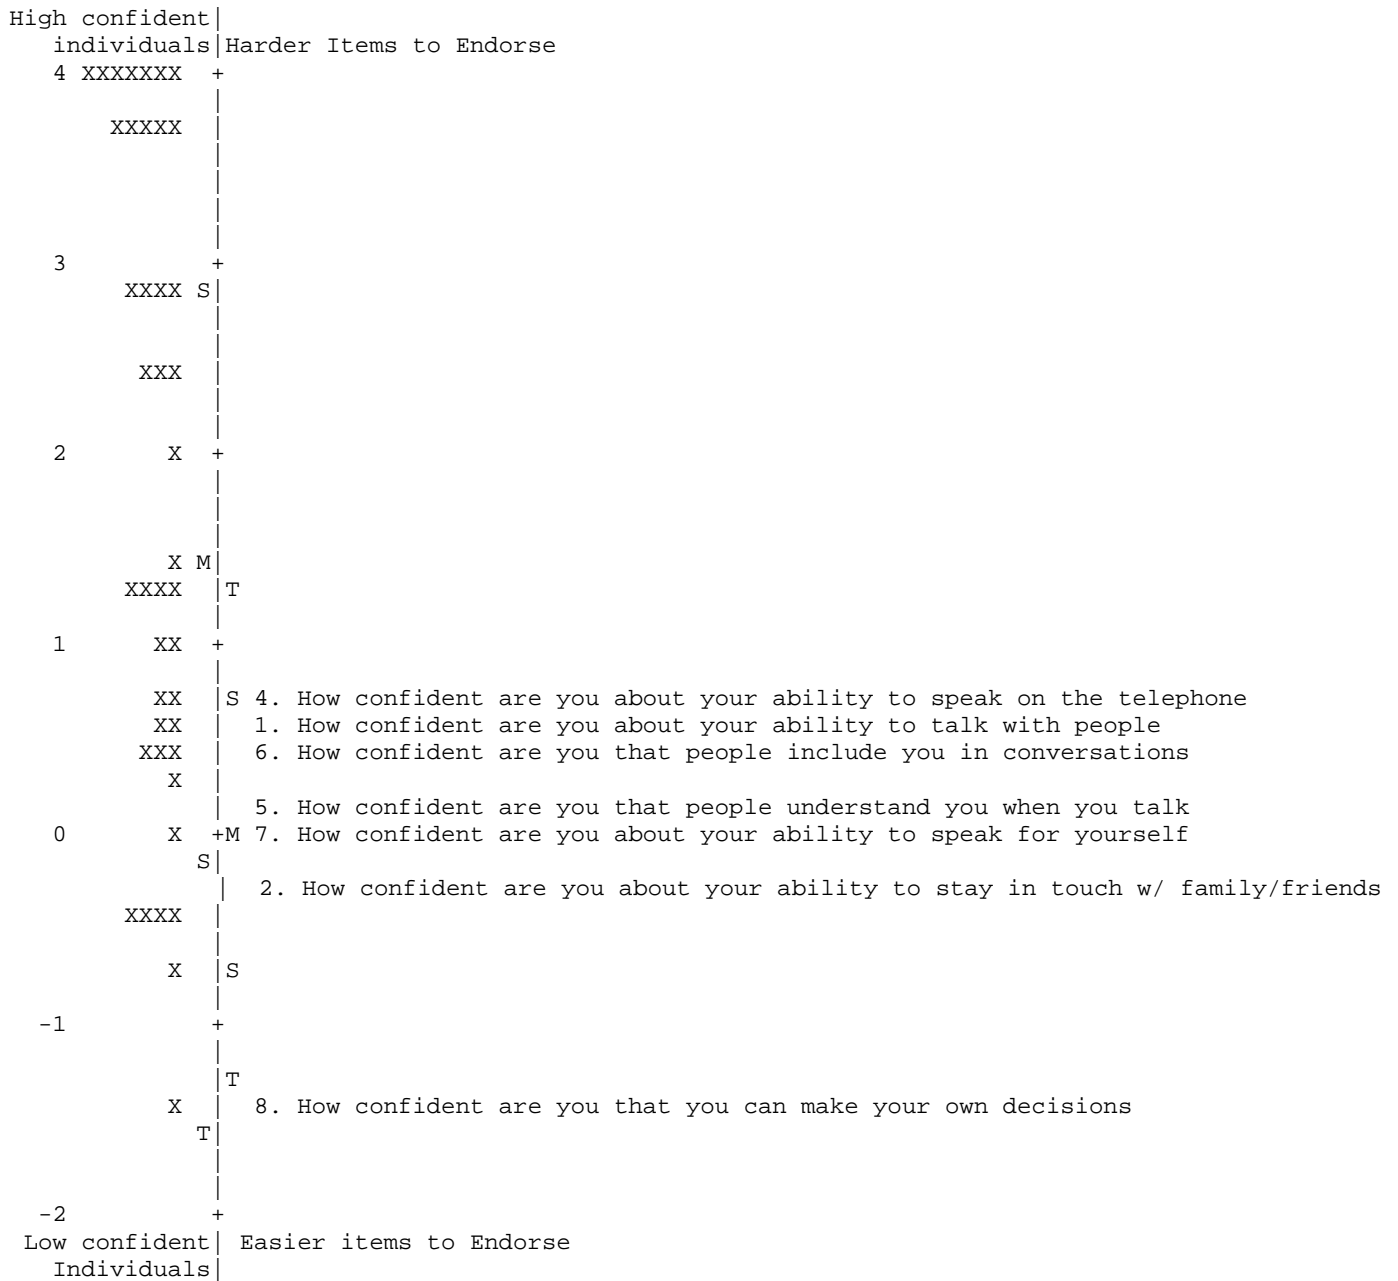 High confident|
individuals|Harder Items to Endorse
4 XXXXXXX +
|
XXXXX |
|
|
|
|
3 +
XXXX S|
|
|
XXX |
|
|
2 X +
|
|
|
X M|
XXXX |T
|
1 XX +
|
XX |S 4. How confident are you about your ability to speak on the telephone
XX | 1. How confident are you about your ability to talk with people
XXX | 6. How confident are you that people include you in conversations
X |
| 5. How confident are you that people understand you when you talk
0 X +M 7. How confident are you about your ability to speak for yourself
S|
| 2. How confident are you about your ability to stay in touch w/ family/friends
XXXX |
|
X |S
|
-1 +
|
|T
X | 8. How confident are you that you can make your own decisions
T|
|
|
-2 +
Low confident| Easier items to Endorse
Individuals|